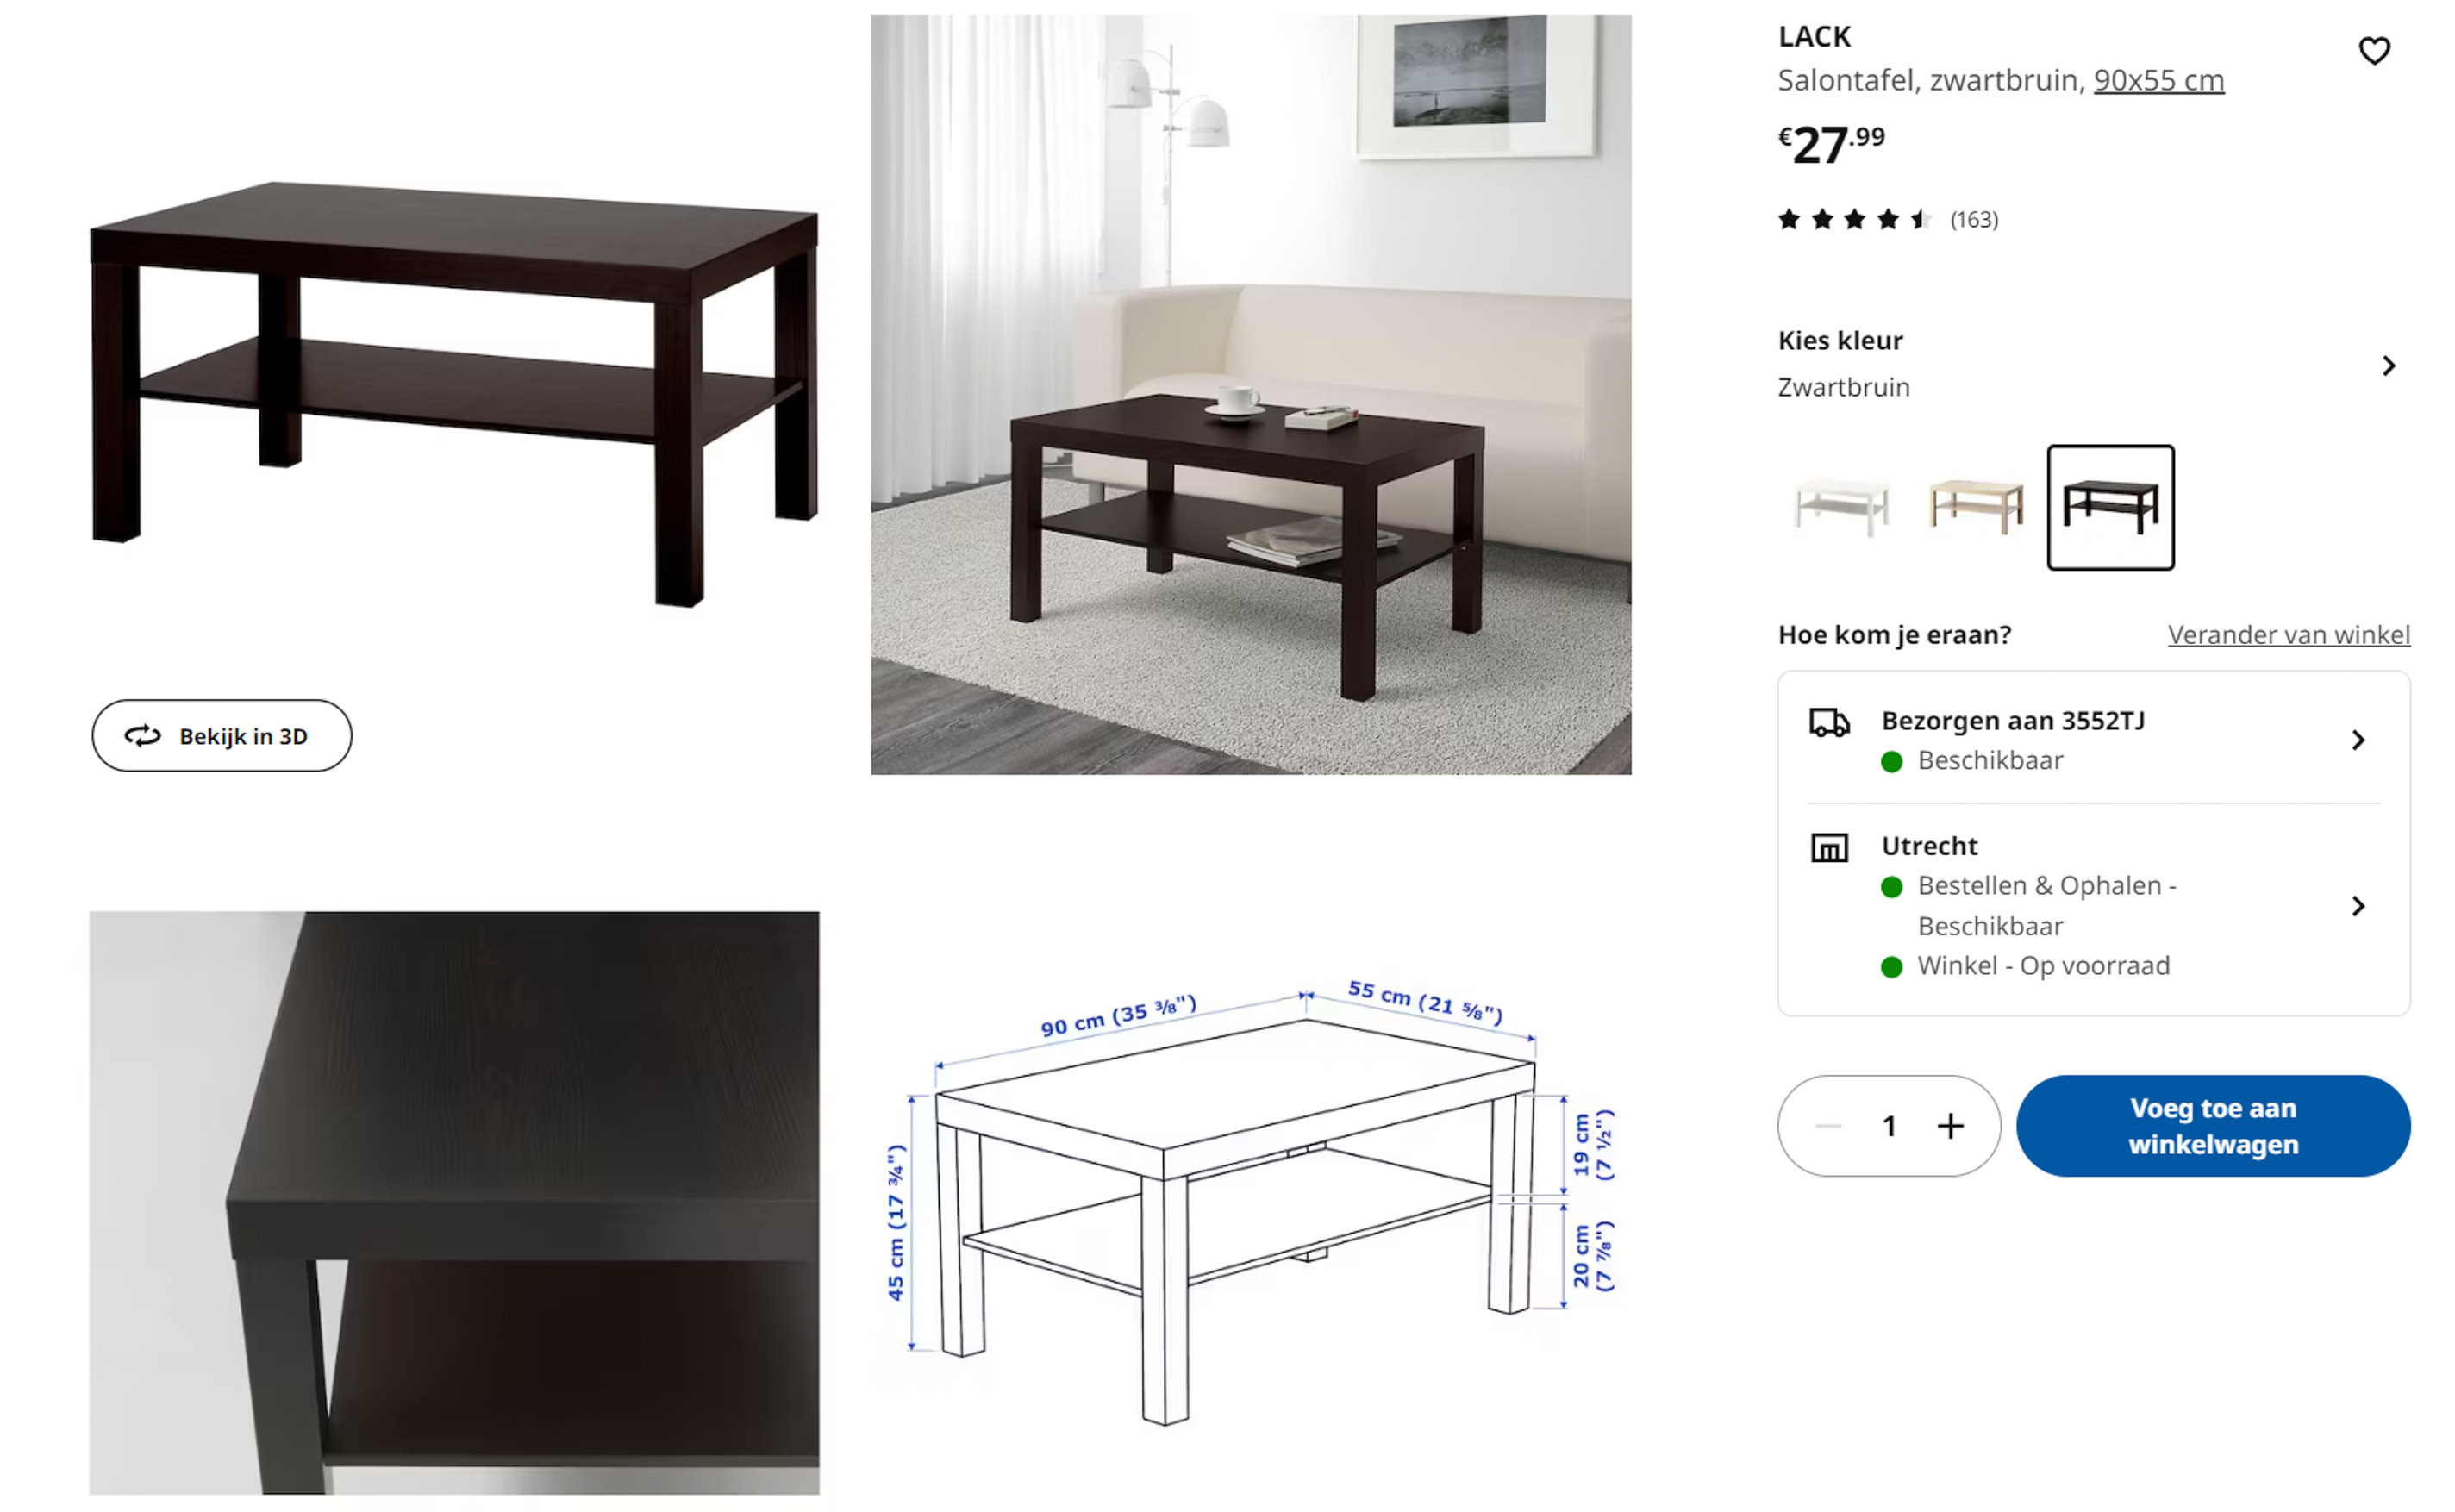 LACK
Salontafel, zwartbruin, 90x55 cm
€27.99
(163)
Kies kleur
Zwartbruin
Hoe kom je eraan?
Verander van winkel
Bezorgen aan 3552TJ
Beschikbaar
Utrecht
Bestellen & Ophalen -
Beschikbaar
Winkel - Op voorraad
1
Voeg toe aan
winkelwagen
Bekijk in 3D
90 cm (35 ⅜")
55 cm (21 ⅝")
45 cm (17 ¾")
19 cm
(7 ½")
20 cm
(7 ⅞")